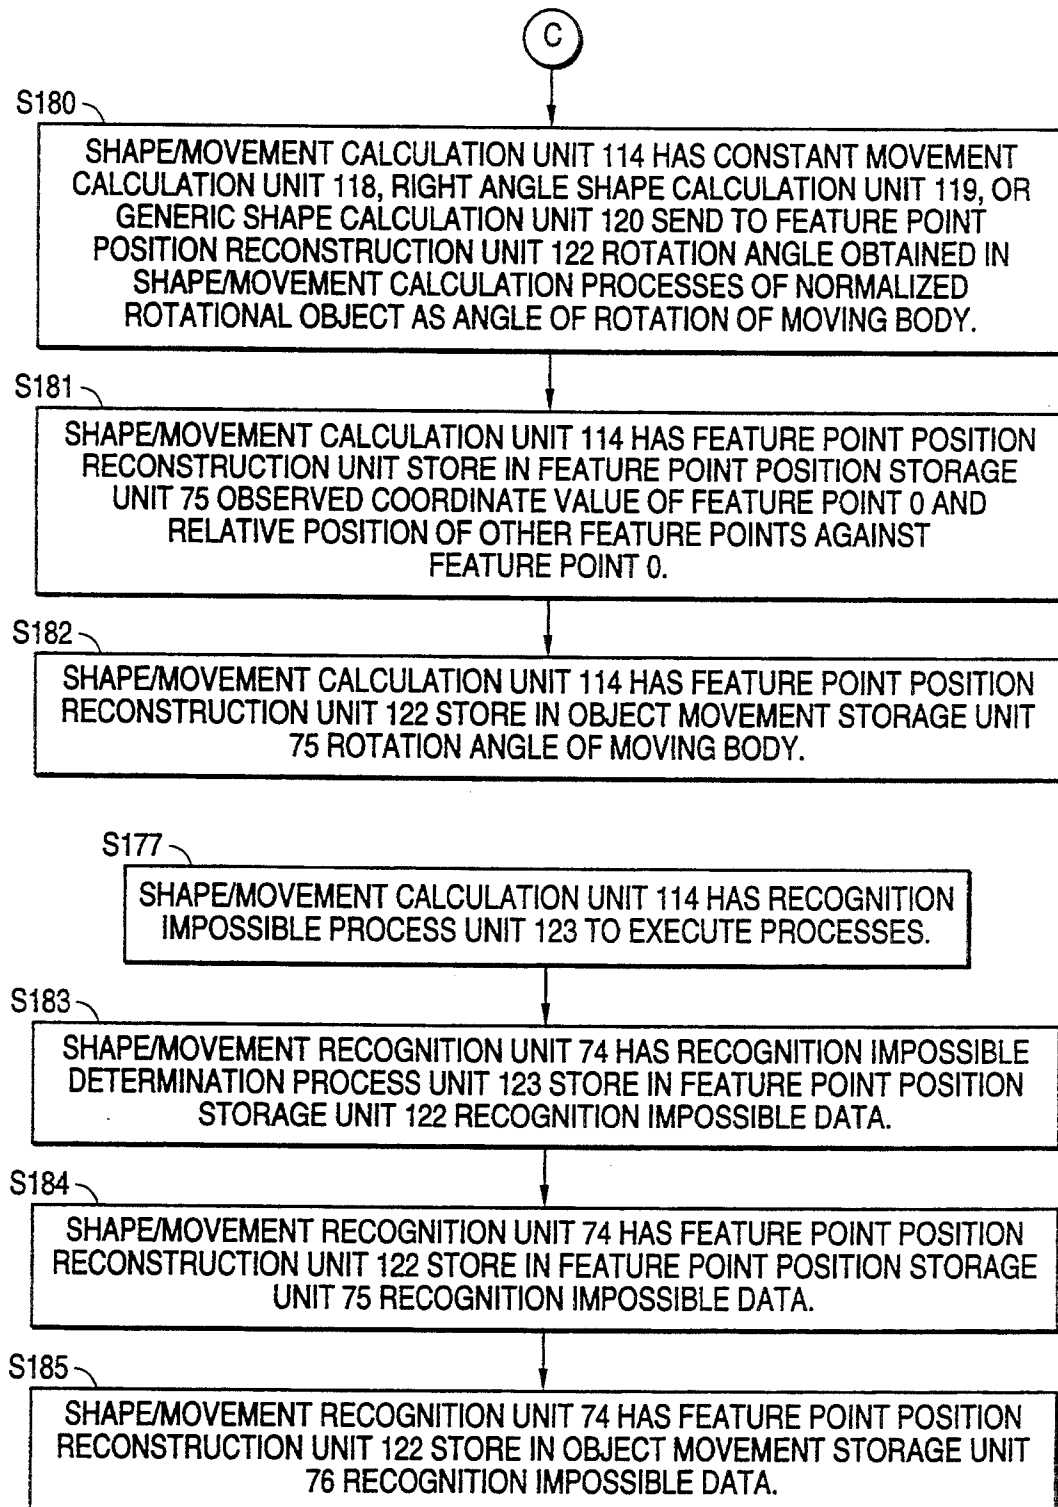 C
S180
SHAPE/MOVEMENT CALCULATION UNIT 114 HAS CONSTANT MOVEMENT
CALCULATION UNIT 118, RIGHT ANGLE SHAPE CALCULATION UNIT 119, OR
GENERIC SHAPE CALCULATION UNIT 120 SEND TO FEATURE POINT
POSITION RECONSTRUCTION UNIT 122 ROTATION ANGLE OBTAINED IN
SHAPE/MOVEMENT CALCULATION PROCESSES OF NORMALIZED
ROTATIONAL OBJECT AS ANGLE OF ROTATION OF MOVING BODY.
S181
SHAPE/MOVEMENT CALCULATION UNIT 114 HAS FEATURE POINT POSITION
RECONSTRUCTION UNIT STORE IN FEATURE POINT POSITION STORAGE
UNIT 75 OBSERVED COORDINATE VALUE OF FEATURE POINT 0 AND
RELATIVE POSITION OF OTHER FEATURE POINTS AGAINST
FEATURE POINT 0.
S182
SHAPE/MOVEMENT CALCULATION UNIT 114 HAS FEATURE POINT POSITION
RECONSTRUCTION UNIT 122 STORE IN OBJECT MOVEMENT STORAGE UNIT
75 ROTATION ANGLE OF MOVING BODY.
S177
SHAPE/MOVEMENT CALCULATION UNIT 114 HAS RECOGNITION
IMPOSSIBLE PROCESS UNIT 123 TO EXECUTE PROCESSES.
S183
SHAPE/MOVEMENT RECOGNITION UNIT 74 HAS RECOGNITION IMPOSSIBLE
DETERMINATION PROCESS UNIT 123 STORE IN FEATURE POINT POSITION
STORAGE UNIT 122 RECOGNITION IMPOSSIBLE DATA.
S184
SHAPE/MOVEMENT RECOGNITION UNIT 74 HAS FEATURE POINT POSITION
RECONSTRUCTION UNIT 122 STORE IN FEATURE POINT POSITION STORAGE
UNIT 75 RECOGNITION IMPOSSIBLE DATA.
S185
SHAPE/MOVEMENT RECOGNITION UNIT 74 HAS FEATURE POINT POSITION
RECONSTRUCTION UNIT 122 STORE IN OBJECT MOVEMENT STORAGE UNIT
76 RECOGNITION IMPOSSIBLE DATA.